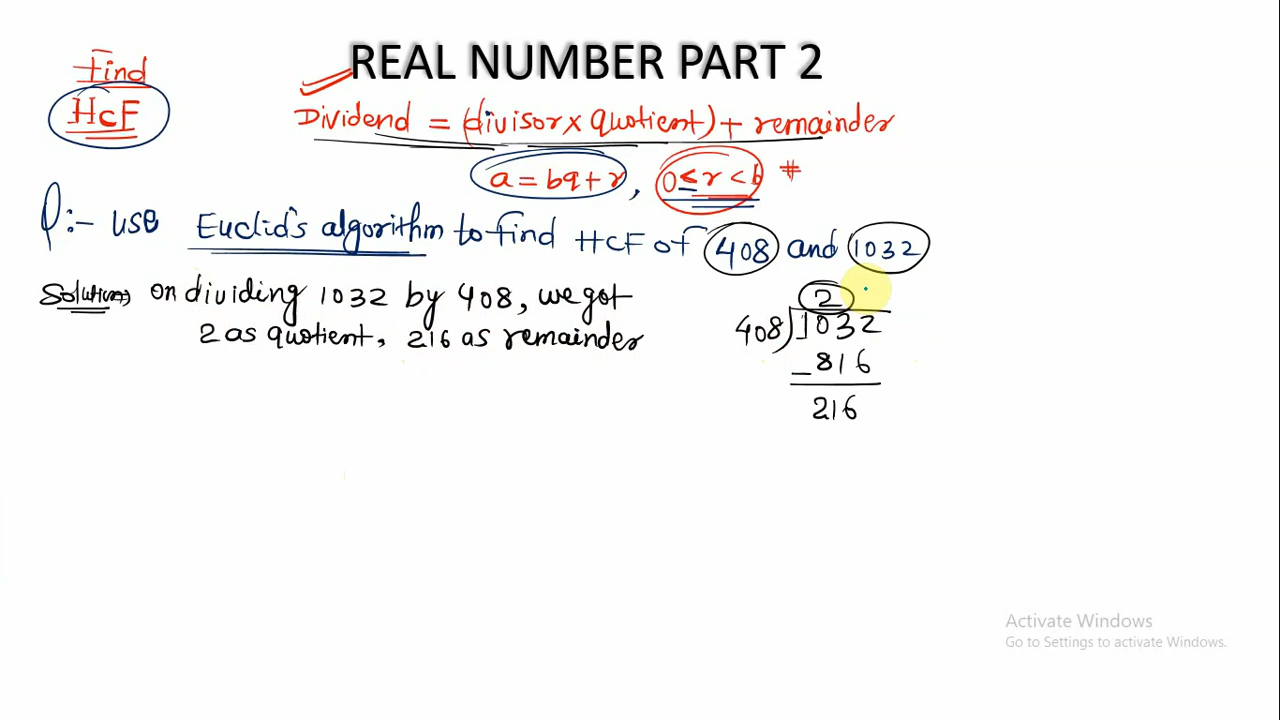 REAL NUMBER PART 2
Find
HCF
Dividend = (divisor x quotient) + remainder
a = bq + r, 0 ≤ r < b *
Q:- use Euclid's algorithm to find HCF of 408 and 1032
Solution) on dividing 1032 by 408, we got
2 as quotient, 216 as remainder
2
408)1032
- 816
216
Activate Windows
Go to Settings to activate Windows.